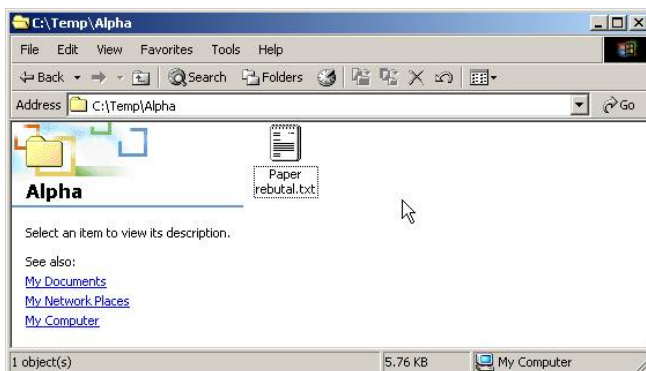 C:\Temp\Alpha
File Edit View Favorites Tools Help
Back Search Folders
Address C:\Temp\Alpha Go
Paper
rebutal.txt
Alpha
Select an item to view its description.
See also:
My Documents
My Network Places
My Computer
1 object(s) 5.76 KB My Computer